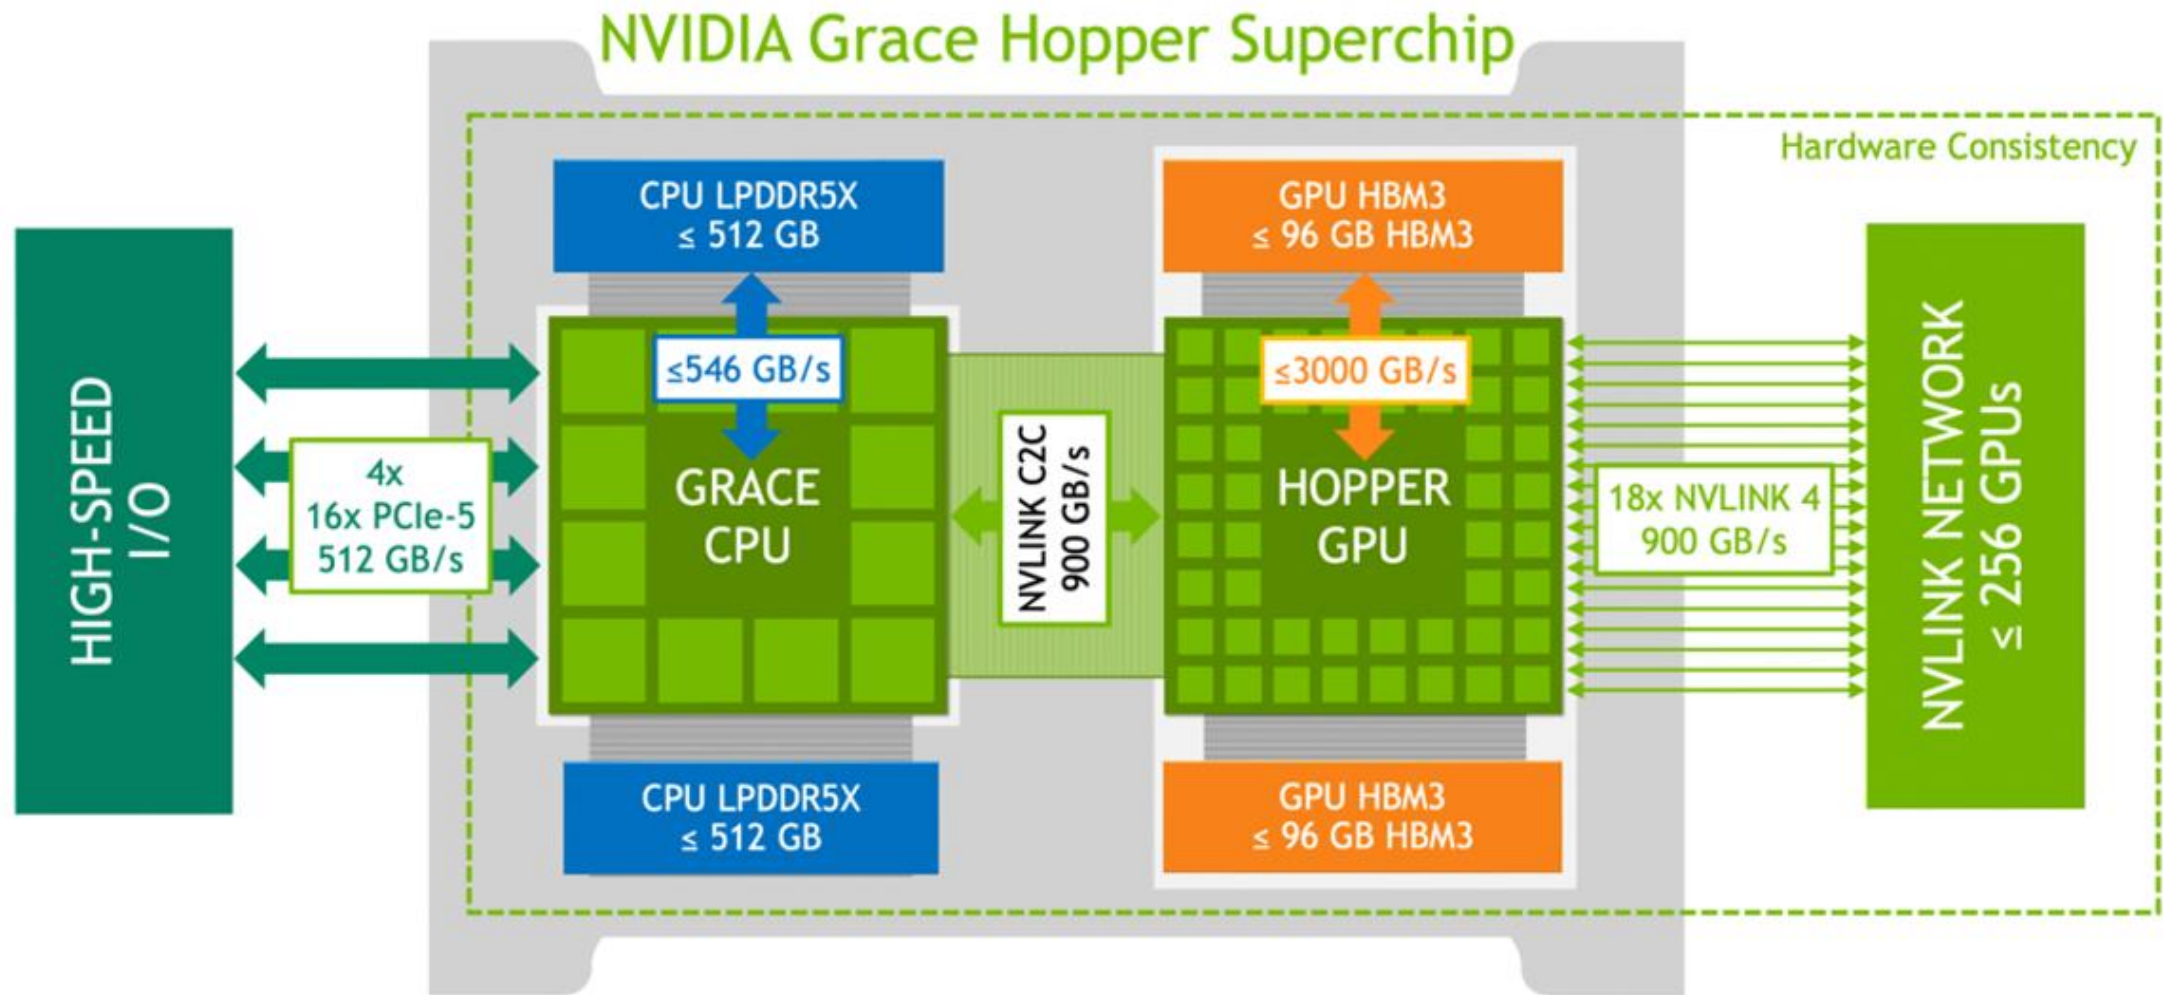 NVIDIA Grace Hopper Superchip
Hardware Consistency
CPU LPDDR5X
≤ 512 GB
GPU HBM3
≤ 96 GB HBM3
HIGH-SPEED
I/O
4x
16x PCIe-5
512 GB/s
≤546 GB/s
GRACE
CPU
NVLINK C2C
900 GB/s
≤3000 GB/s
HOPPER
GPU
18x NVLINK 4
900 GB/s
NVLINK NETWORK
≤ 256 GPUs
CPU LPDDR5X
≤ 512 GB
GPU HBM3
≤ 96 GB HBM3